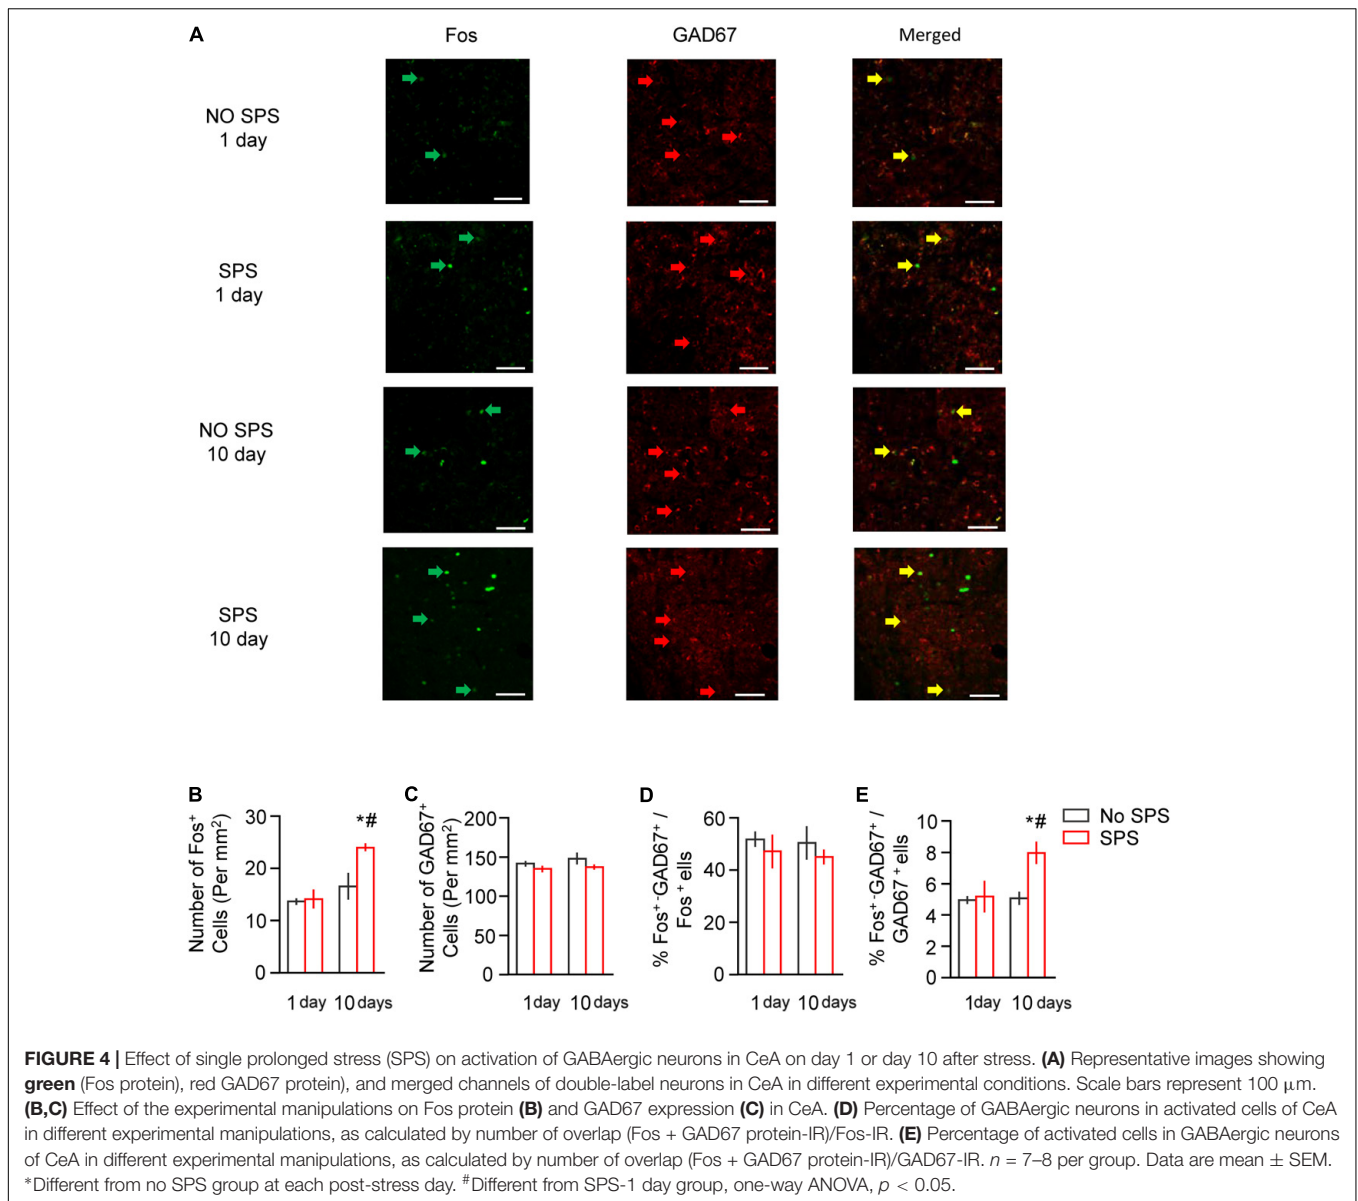 A
Fos
GAD67
Merged
NO SPS
1 day
SPS
1 day
NO SPS
10 day
SPS
10 day
B
Number of Fos⁺
Cells (Per mm²)
30
20
10
0
1 day 10 days
C
Number of GAD67⁺
Cells (Per mm²)
200
150
100
50
0
1 day 10 days
D
% Fos⁺-GAD67⁺ /
Fos ⁺ ells
60
40
20
0
1 day 10 days
E
% Fos⁺-GAD67⁺ /
GAD67 ⁺ ells
10
8
6
4
2
0
1 day 10 days
*#
*#
No SPS
SPS
FIGURE 4 | Effect of single prolonged stress (SPS) on activation of GABAergic neurons in CeA on day 1 or day 10 after stress. (A) Representative images showing
green (Fos protein), red GAD67 protein), and merged channels of double-label neurons in CeA in different experimental conditions. Scale bars represent 100 μm.
(B,C) Effect of the experimental manipulations on Fos protein (B) and GAD67 expression (C) in CeA. (D) Percentage of GABAergic neurons in activated cells of CeA
in different experimental manipulations, as calculated by number of overlap (Fos + GAD67 protein-IR)/Fos-IR. (E) Percentage of activated cells in GABAergic neurons
of CeA in different experimental manipulations, as calculated by number of overlap (Fos + GAD67 protein-IR)/GAD67-IR. n = 7–8 per group. Data are mean ± SEM.
*Different from no SPS group at each post-stress day. #Different from SPS-1 day group, one-way ANOVA, p < 0.05.